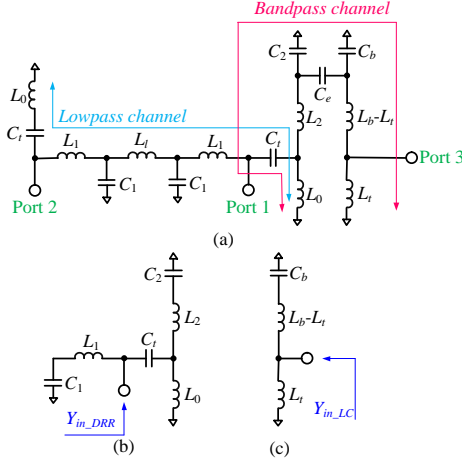 Bandpass channel
C2 Cb
Ce
L0
Lowpass channel
L2 Lb-Lt
Ct
L1 Ll L1 Ct
Port 3
C1 C1
Port 2 Port 1 L0 Lt
(a)
C2 Cb
L2 Lb-Lt
L1 Ct
C1
L0 Lt
Yin_DRR Yin_LC
(b) (c)